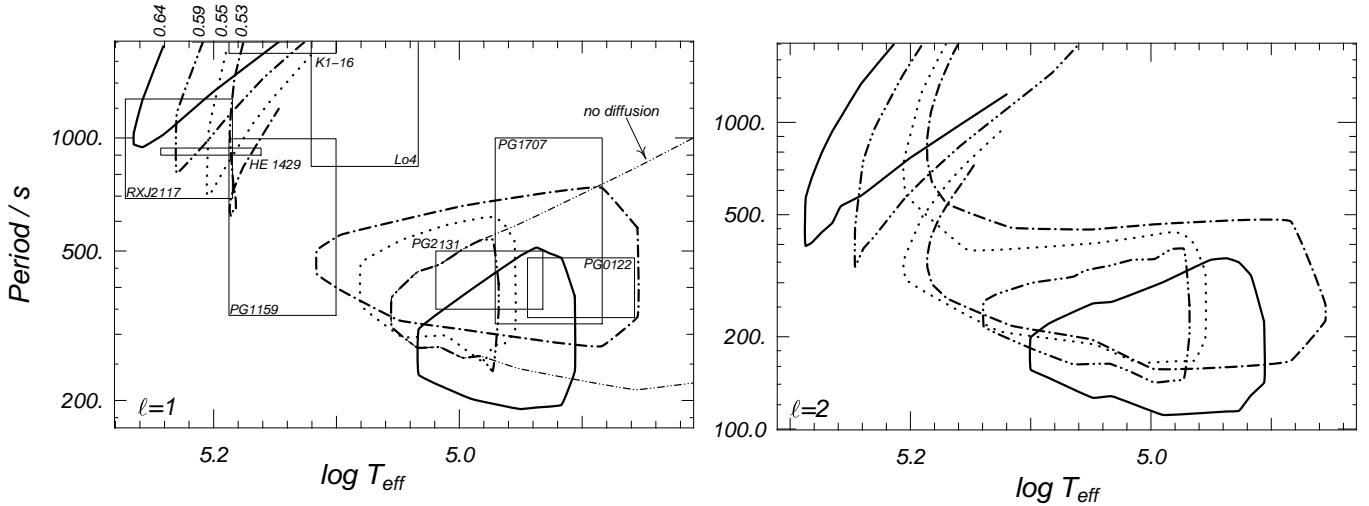 0.64 0.59 0.55 0.53
K1-16
1000.
no diffusion
PG1707
HE 1429
Lo4
RXJ2117
Period / s
500.
PG2131
PG0122
PG1159
200.
ℓ=1
5.2 5.0
log T_eff
1000.
500.
200.
ℓ=2
100.0
5.2 5.0
log T_eff